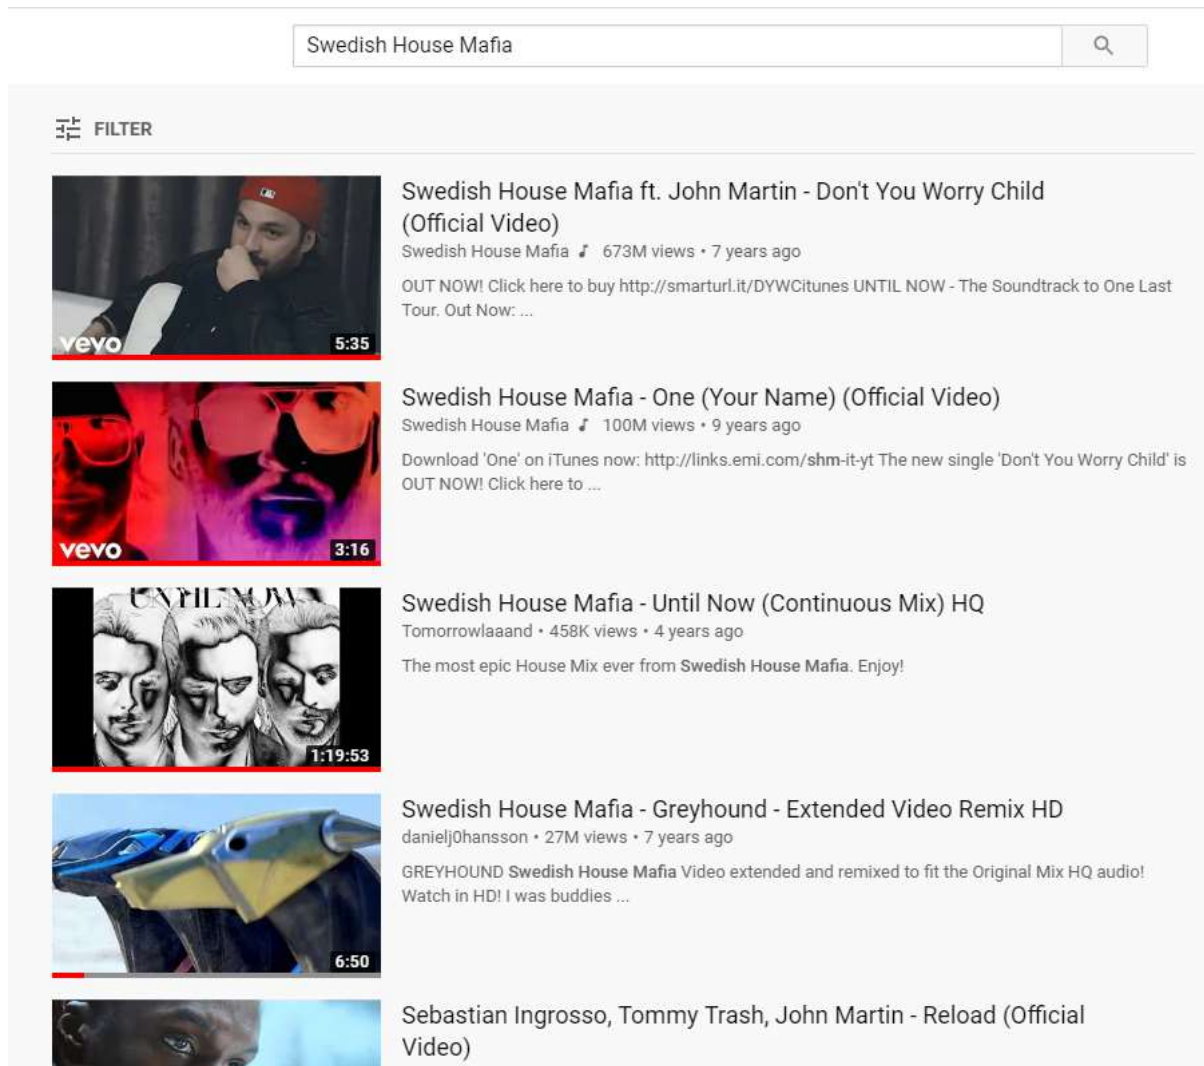 Swedish House Mafia
FILTER
Swedish House Mafia ft. John Martin - Don't You Worry Child
(Official Video)
Swedish House Mafia 673M views • 7 years ago
OUT NOW! Click here to buy http://smarturl.it/DYWCitunes UNTIL NOW - The Soundtrack to One Last
Tour. Out Now: ...
vevo
5:35
Swedish House Mafia - One (Your Name) (Official Video)
Swedish House Mafia 100M views • 9 years ago
Download 'One' on iTunes now: http://links.emi.com/shm-it-yt The new single 'Don't You Worry Child' is
OUT NOW! Click here to ...
vevo
3:16
UNTIL NOW
Swedish House Mafia - Until Now (Continuous Mix) HQ
Tomorrowlaaand • 458K views • 4 years ago
The most epic House Mix ever from Swedish House Mafia. Enjoy!
1:19:53
Swedish House Mafia - Greyhound - Extended Video Remix HD
danielj0hansson • 27M views • 7 years ago
GREYHOUND Swedish House Mafia Video extended and remixed to fit the Original Mix HQ audio!
Watch in HD! I was buddies ...
6:50
Sebastian Ingrosso, Tommy Trash, John Martin - Reload (Official
Video)